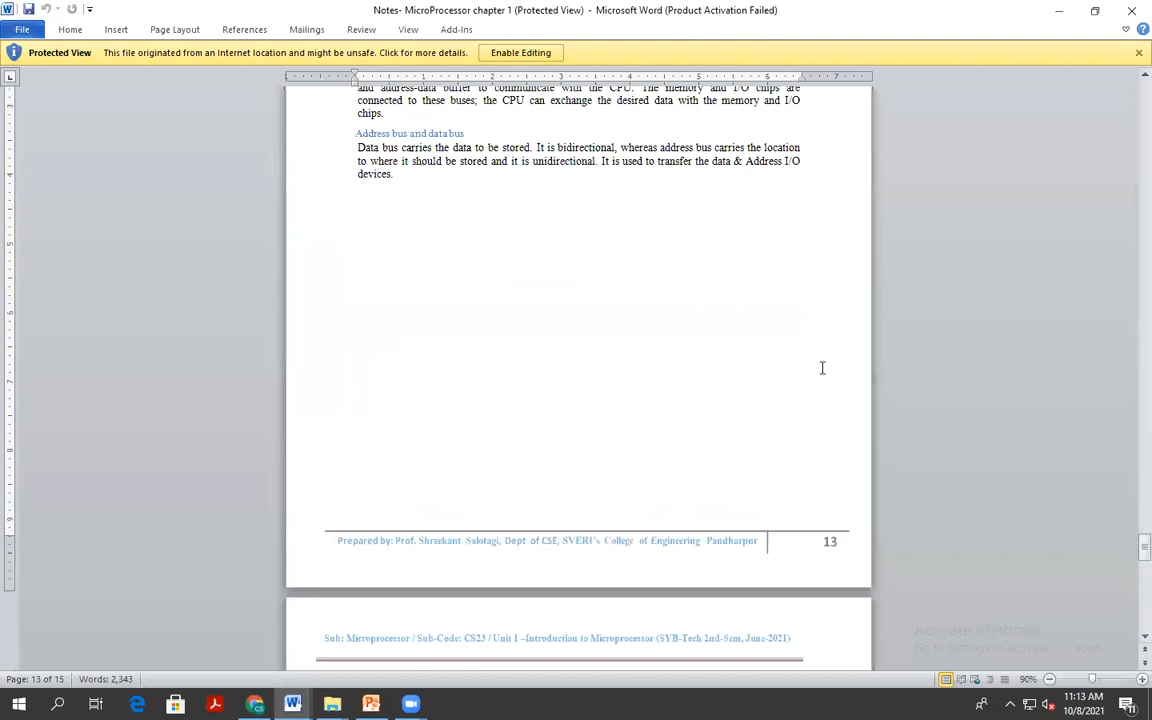 Notes- MicroProcessor chapter 1 (Protected View) - Microsoft Word (Product Activation Failed)
File Home Insert Page Layout References Mailings Review View Add-Ins
Protected View This file originated from an Internet location and might be unsafe. Click for more details. Enable Editing
1 1 2 3 4 5 6 7
and address-data buffer to communicate with the CPU. The memory and I/O chips are
connected to these buses; the CPU can exchange the desired data with the memory and I/O
chips.
Address bus and data bus
Data bus carries the data to be stored. It is bidirectional, whereas address bus carries the location
to where it should be stored and it is unidirectional. It is used to transfer the data & Address I/O
devices.
Prepared by: Prof. Shreekant Salotagi, Dept of CSE, SVERI's College of Engineering Pandharpur 13
Sub: Microprocessor / Sub-Code: CS23 / Unit 1 –Introduction to Microprocessor (SYB-Tech 2nd-Sem, June-2021)
Activate Windows
Go to Settings to activate Windows.
Page: 13 of 15 Words: 2,343 90%
11:13 AM
10/8/2021